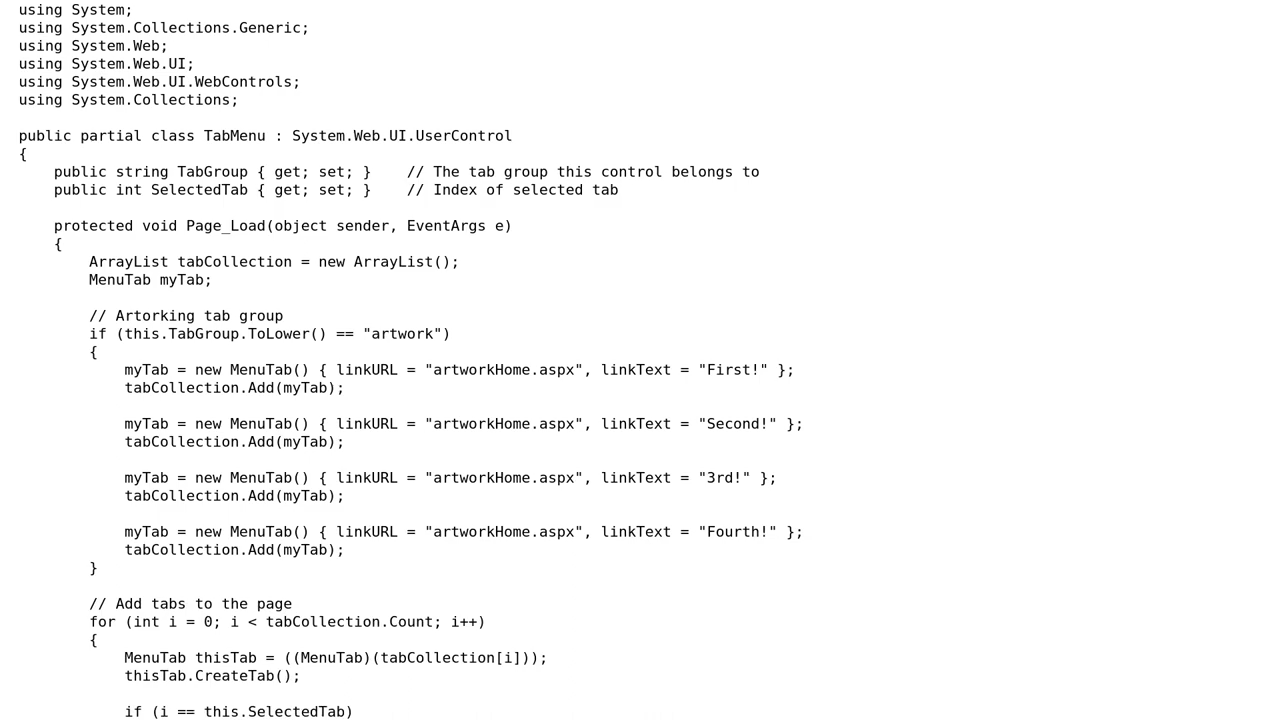 using System;
using System.Collections.Generic;
using System.Web;
using System.Web.UI;
using System.Web.UI.WebControls;
using System.Collections;

public partial class TabMenu : System.Web.UI.UserControl
{
    public string TabGroup { get; set; }    // The tab group this control belongs to
    public int SelectedTab { get; set; }    // Index of selected tab

    protected void Page_Load(object sender, EventArgs e)
    {
        ArrayList tabCollection = new ArrayList();
        MenuTab myTab;

        // Artorking tab group
        if (this.TabGroup.ToLower() == "artwork")
        {
            myTab = new MenuTab() { linkURL = "artworkHome.aspx", linkText = "First!" };
            tabCollection.Add(myTab);

            myTab = new MenuTab() { linkURL = "artworkHome.aspx", linkText = "Second!" };
            tabCollection.Add(myTab);

            myTab = new MenuTab() { linkURL = "artworkHome.aspx", linkText = "3rd!" };
            tabCollection.Add(myTab);

            myTab = new MenuTab() { linkURL = "artworkHome.aspx", linkText = "Fourth!" };
            tabCollection.Add(myTab);
        }

        // Add tabs to the page
        for (int i = 0; i < tabCollection.Count; i++)
        {
            MenuTab thisTab = ((MenuTab)(tabCollection[i]));
            thisTab.CreateTab();

            if (i == this.SelectedTab)